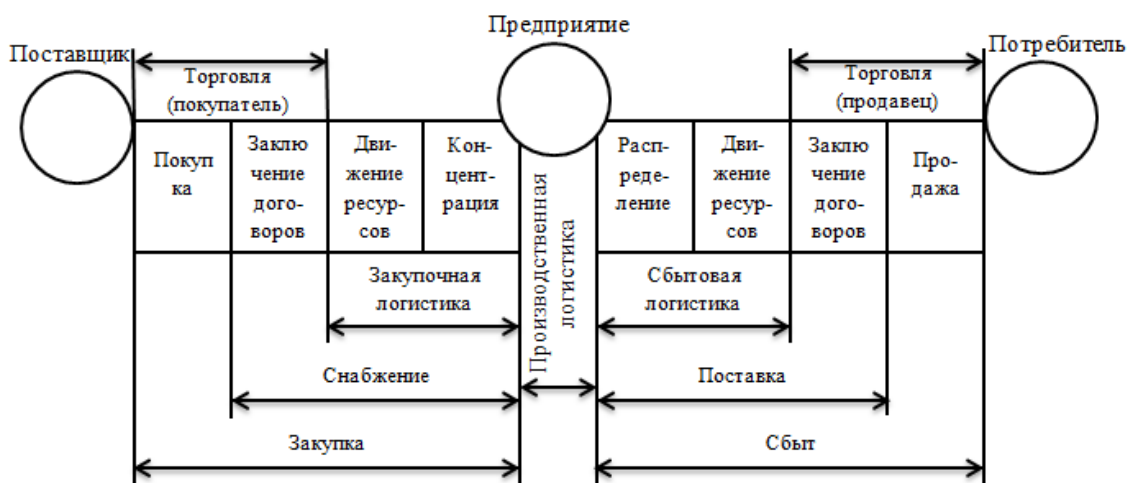 Предприятие
Поставщик
Потребитель
Торговля
(покупатель)
Торговля
(продавец)
Покуп
ка
Заклю
чение
дого-
воров
Дви-
жение
ресур-
сов
Кон-
цент-
рация
Производственная
логистика
Расп-
реде-
ление
Дви-
жение
ресур-
сов
Заклю
чение
дого-
воров
Про-
дажа
Закупочная
логистика
Сбытовая
логистика
Снабжение
Поставка
Закупка
Сбыт